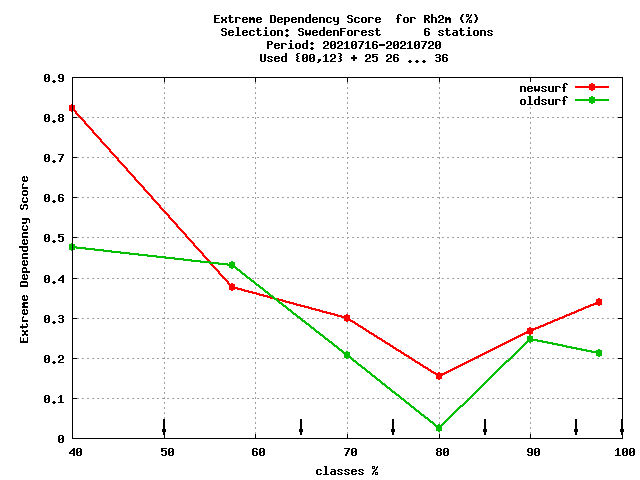 Extreme Dependency Score  for Rh2m (%)
Selection: SwedenForest      6 stations
Period: 20210716-20210720
Used {00,12} + 25 26 ... 36
newsurf
oldsurf
Extreme Dependency Score
0.9
0.8
0.7
0.6
0.5
0.4
0.3
0.2
0.1
0
40 50 60 70 80 90 100
classes %